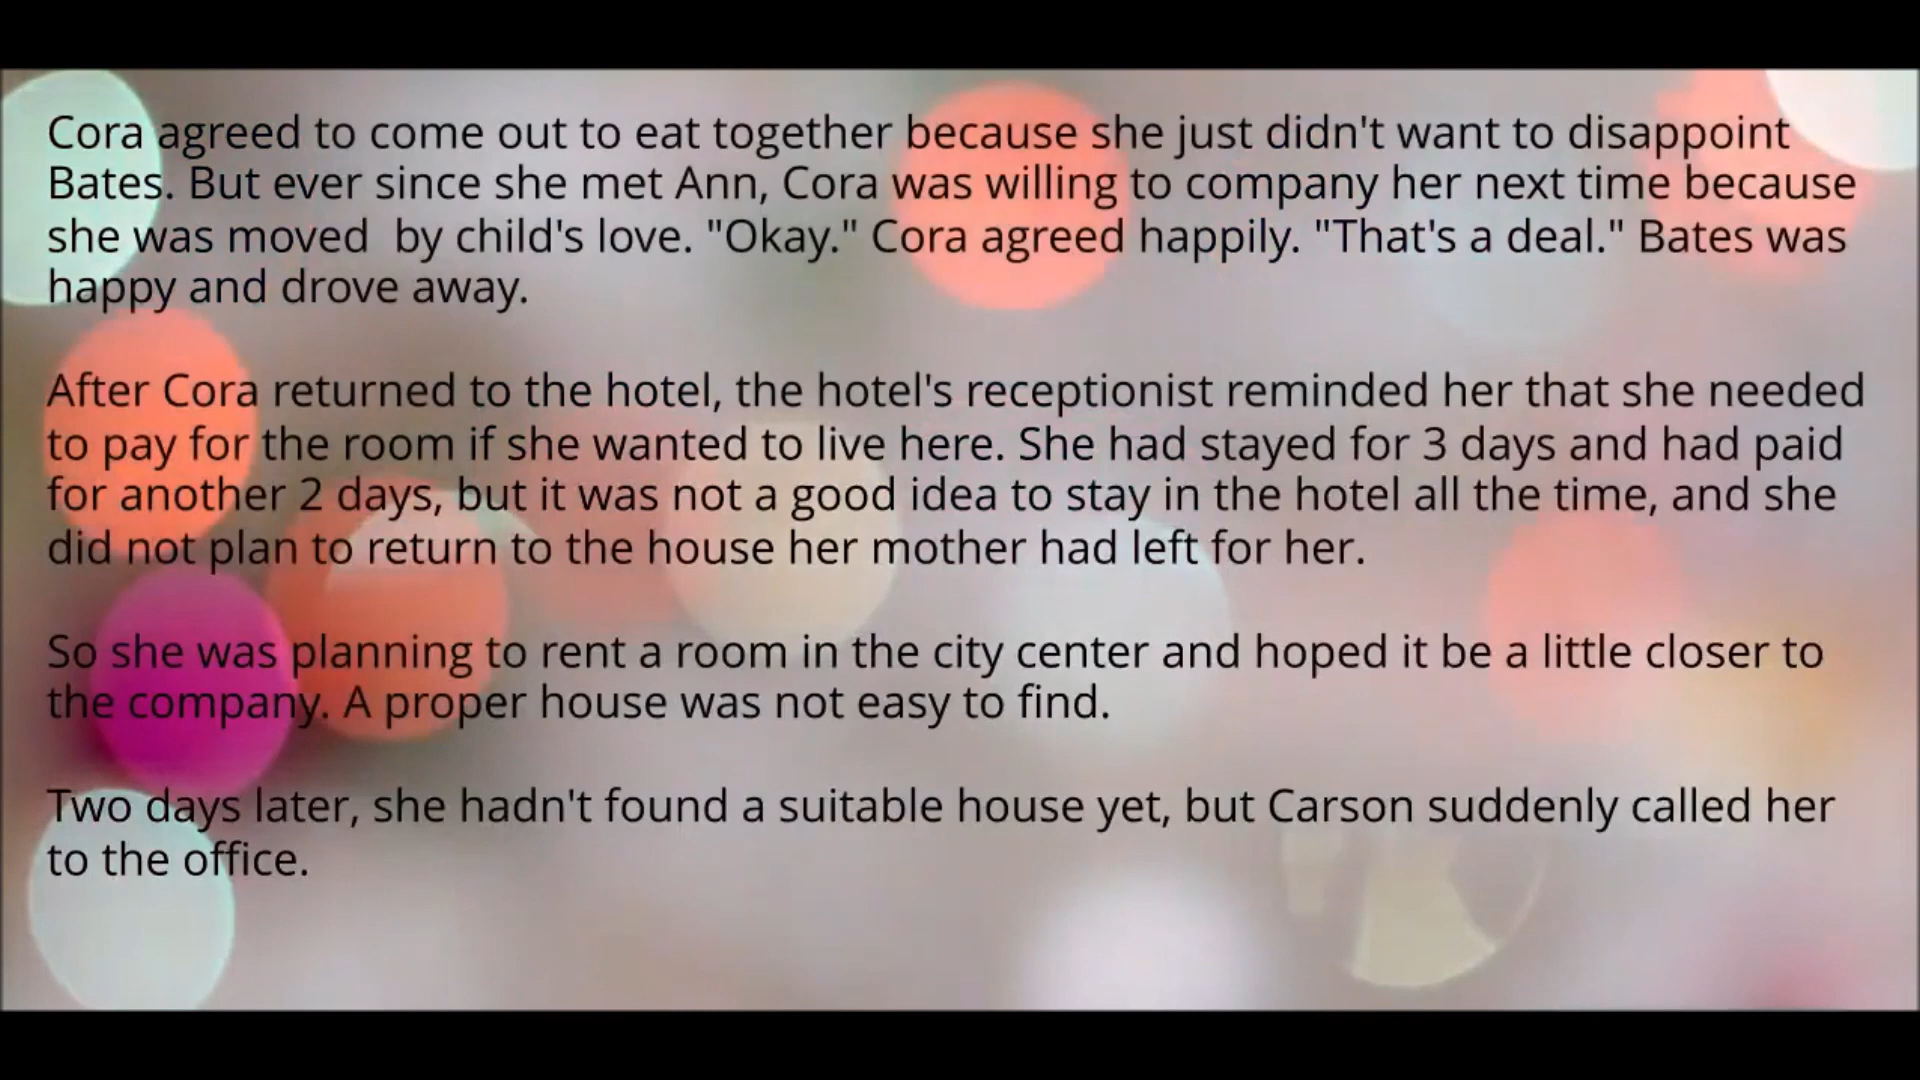 Cora agreed to come out to eat together because she just didn't want to disappoint
Bates. But ever since she met Ann, Cora was willing to company her next time because
she was moved  by child's love. "Okay." Cora agreed happily. "That's a deal." Bates was
happy and drove away.
After Cora returned to the hotel, the hotel's receptionist reminded her that she needed
to pay for the room if she wanted to live here. She had stayed for 3 days and had paid
for another 2 days, but it was not a good idea to stay in the hotel all the time, and she
did not plan to return to the house her mother had left for her.
So she was planning to rent a room in the city center and hoped it be a little closer to
the company. A proper house was not easy to find.
Two days later, she hadn't found a suitable house yet, but Carson suddenly called her
to the office.